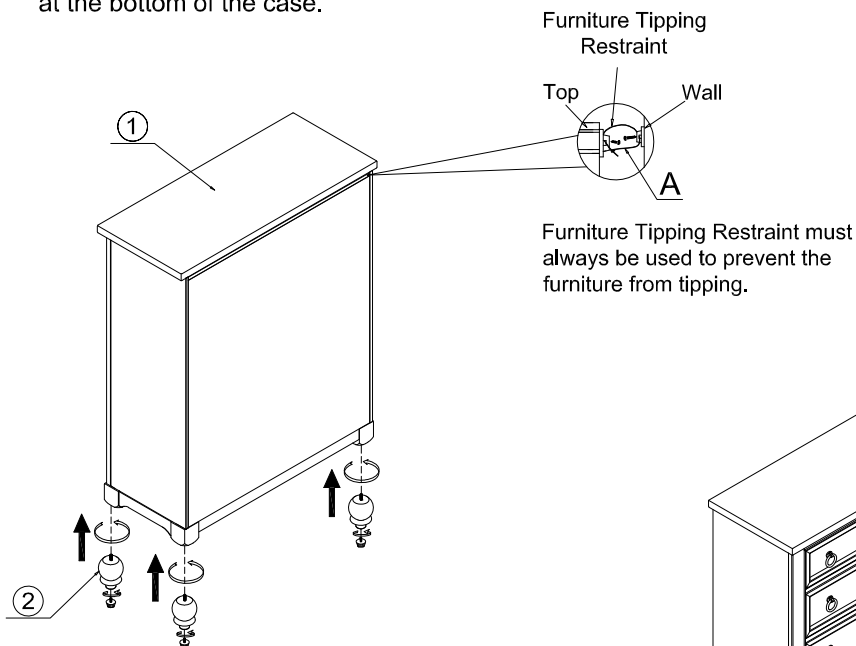 at the bottom of the case.
Furniture Tipping
Restraint
Top
Wall
1
A
Furniture Tipping Restraint must
always be used to prevent the
furniture from tipping.
2